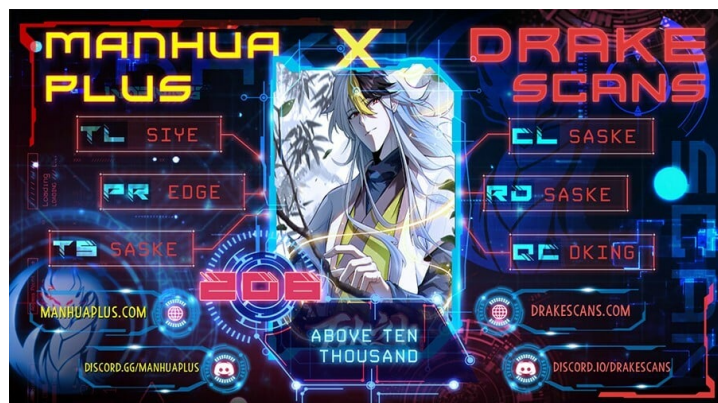 MANHUA PLUS
X
DRAKE SCANS
TL SIYE
PR EDGE
TS SASKE
CL SASKE
RD SASKE
QC DKING
206
ABOVE TEN
THOUSAND
MANHUAPLUS.COM
DISCORD.GG/MANHUAPLUS
DRAKESCANS.COM
DISCORD.IO/DRAKESCANS